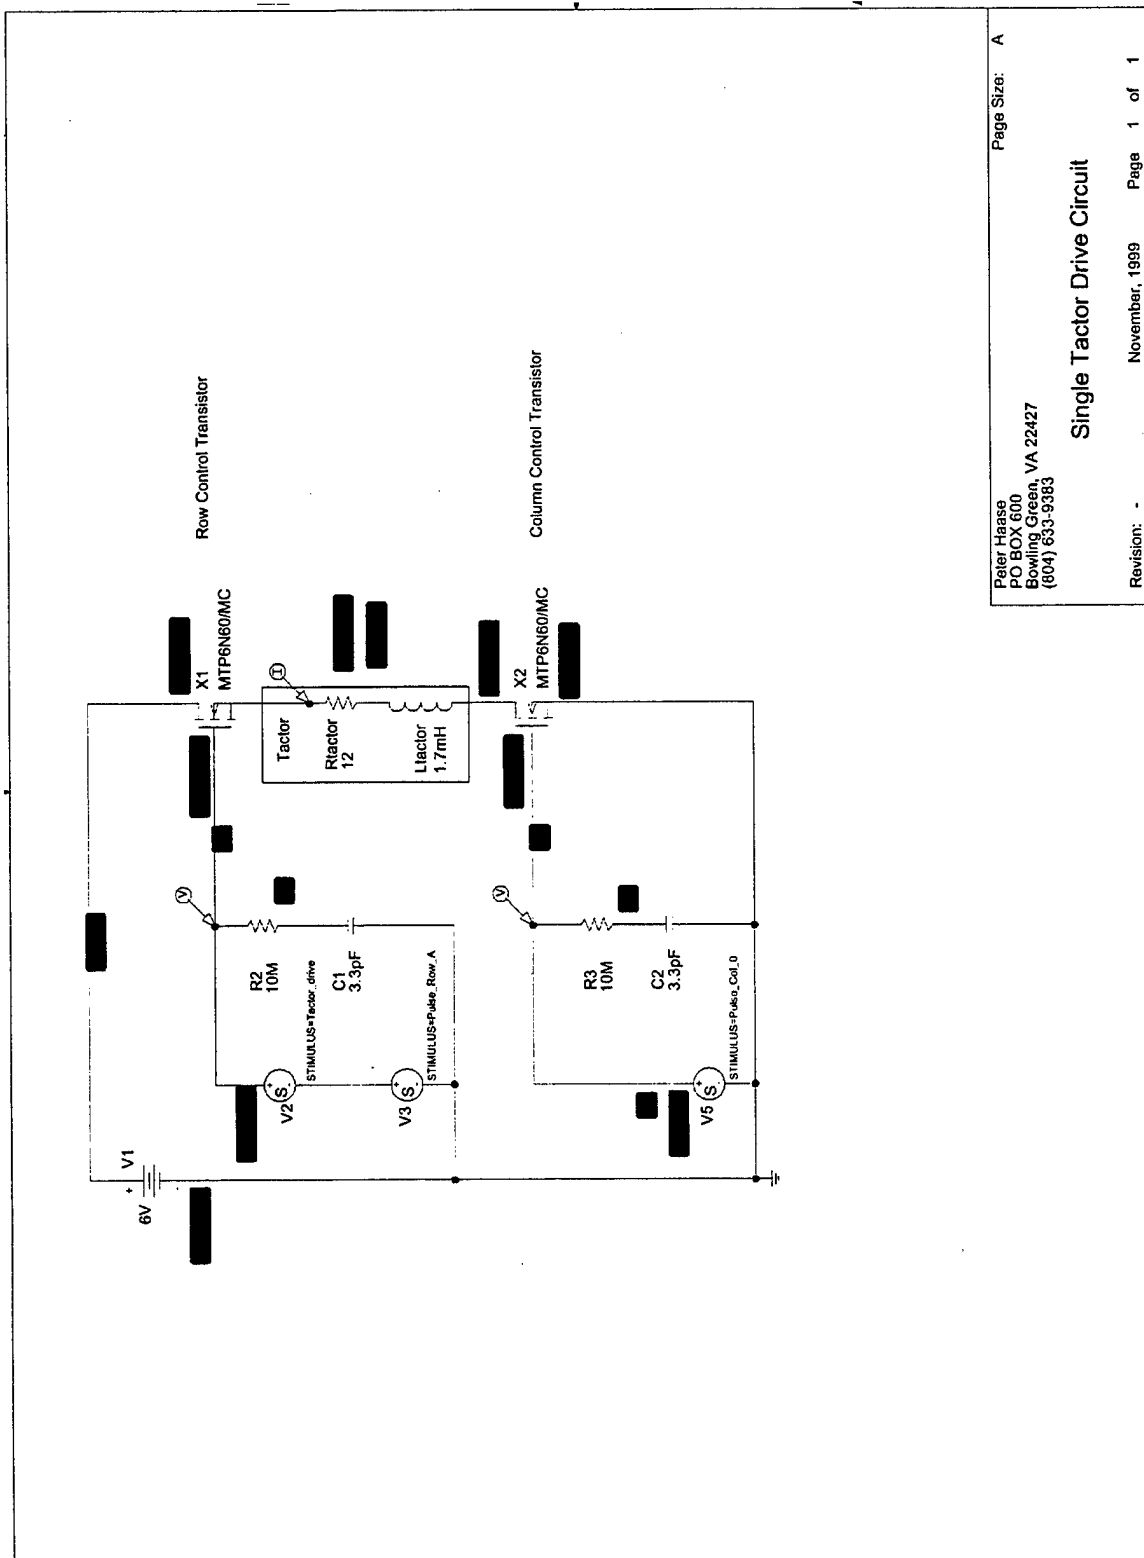 6V
+
V1
V2
S
+
STIMULUS=Tactor_drive
V3
S
+
STIMULUS=Pulse_Row_A
R2
10M
C1
3.3pF
V
X1
MTP6N60/MC
Row Control Transistor
Tactor
I
Rtactor
12
Ltactor
1.7mH
V5
S
+
STIMULUS=Pulse_Col_0
R3
10M
C2
3.3pF
V
X2
MTP6N60/MC
Column Control Transistor
Peter Haase
PO BOX 600
Bowling Green, VA 22427
(804) 633-9383
Page Size: A
Single Tactor Drive Circuit
Revision: - November, 1999 Page 1 of 1